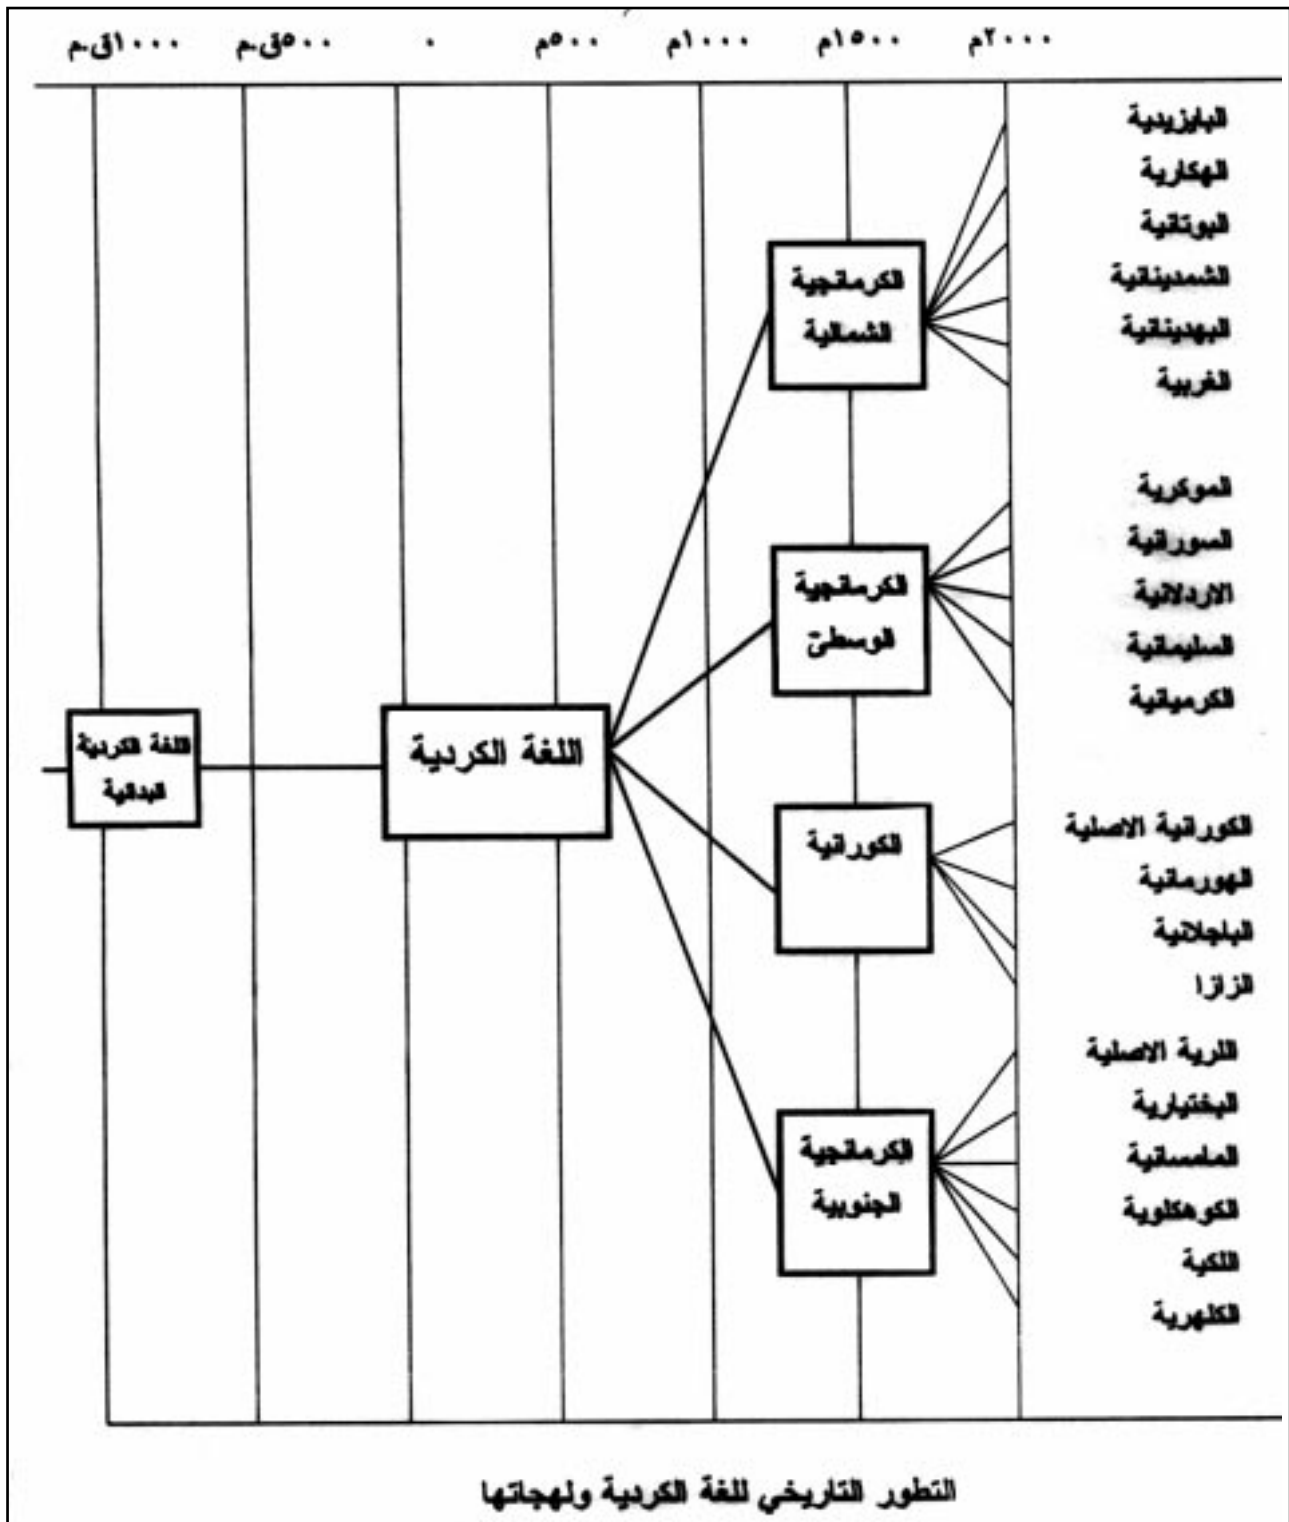 ١٠٠٠ق.م ٥٠٠ق.م ٠ ٥٠٠م ١٠٠٠م ١٥٠٠م ٢٠٠٠م
البايزيدية
الهكارية
البوتانية
الشمدينانية
البهدينانية
الغربية
الكرمانجية
الشمالية
الموكرية
السورانية
الاردلانية
السليمانية
الكرميانية
الكرمانجية
الوسطى
اللغة الكردية
البدائية
اللغة الكردية
الكورانية
الكورانية الاصلية
الهورمانية
الباجلانية
الزازا
الكرمانجية
الجنوبية
اللرية الاصلية
البختيارية
المامسانية
الكوهكلوية
اللكية
الكلهرية
التطور التاريخي للغة الكردية ولهجاتها